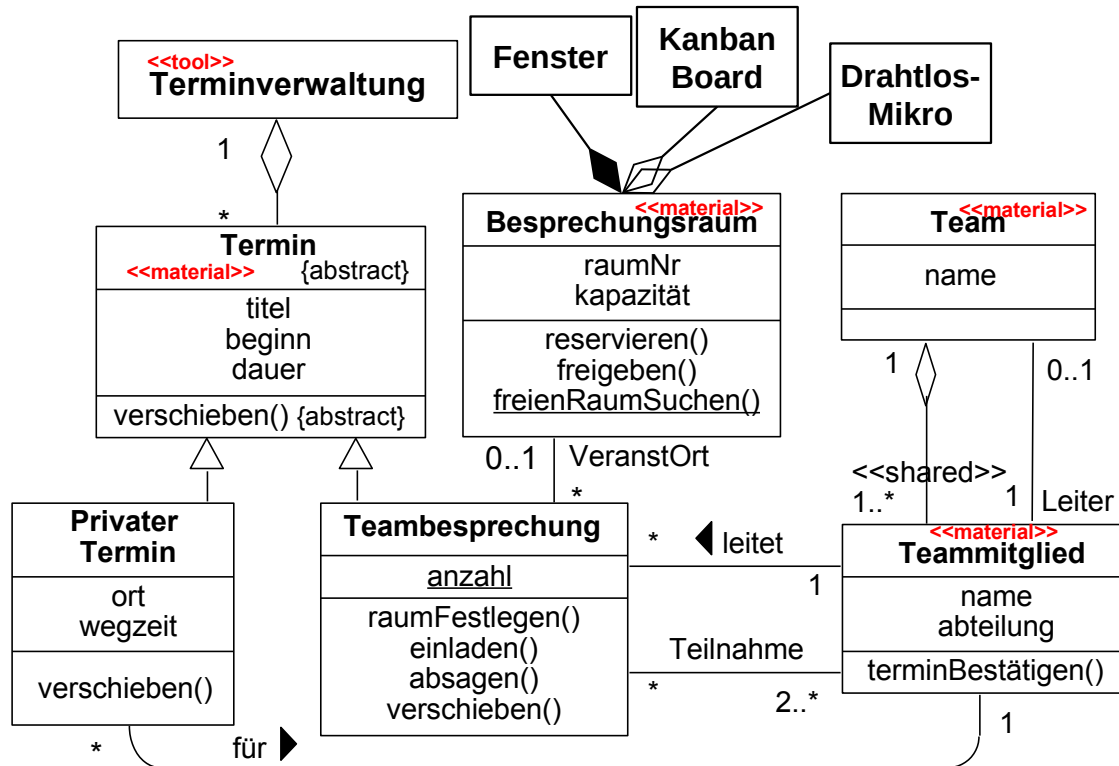 <<tool>>
Terminverwaltung
Fenster
Kanban
Board
Drahtlos-
Mikro
1
*
Termin
<<material>> {abstract}
titel
beginn
dauer
verschieben() {abstract}
<<material>>
Besprechungsraum
raumNr
kapazität
reservieren()
freigeben()
freienRaumSuchen()
<<material>>
Team
name
1
0..1
<<shared>>
1..*
1
Leiter
0..1
VeranstOrt
*
Privater
Termin
ort
wegzeit
verschieben()
Teambesprechung
anzahl
raumFestlegen()
einladen()
absagen()
verschieben()
*
leitet
1
Teilnahme
*
2..*
<<material>>
Teammitglied
name
abteilung
terminBestätigen()
*
für
1